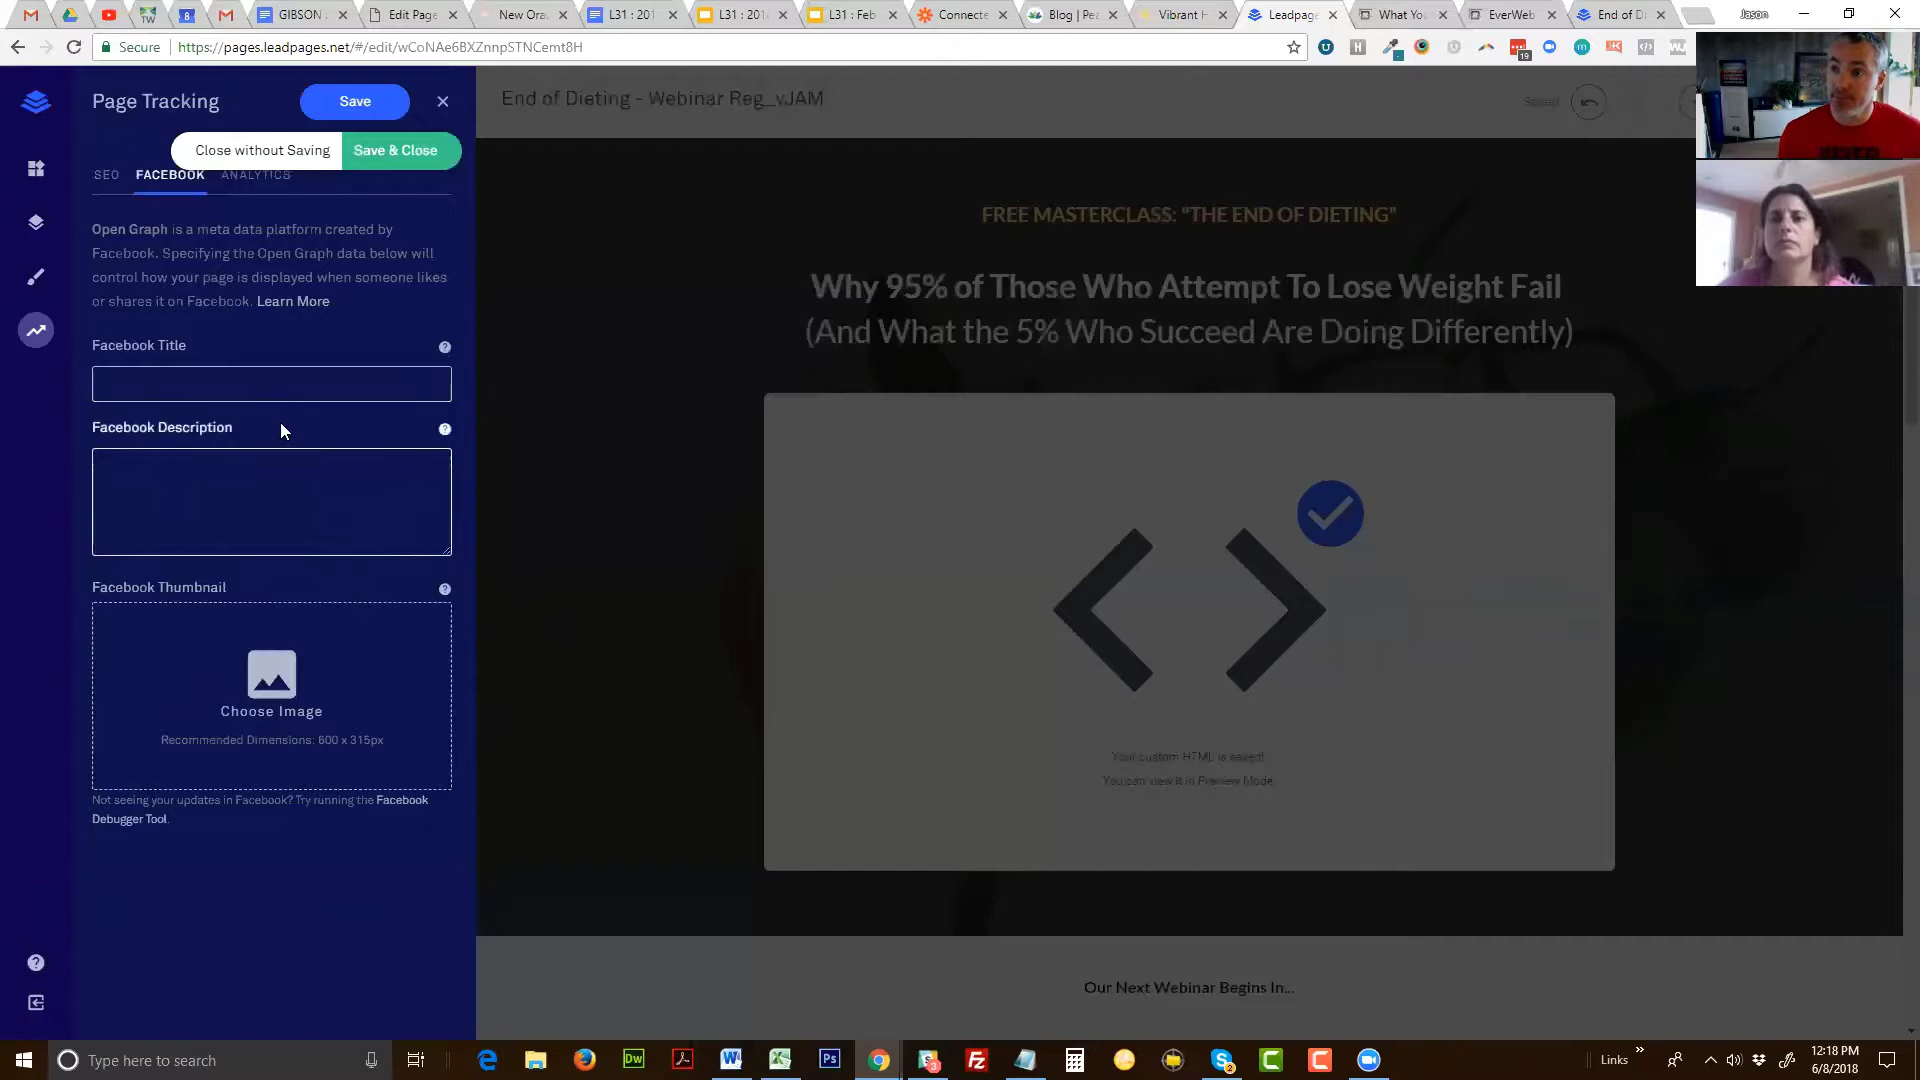 GIBSON
Edit Page
New Ora
L31 : 201
L31 : 201
L31 : Feb
Connecte
Blog | Pea
Vibrant H
Leadpage
What Yo
EverWeb
End of Di
Jason
Secure
https://pages.leadpages.net/#/edit/wCoNAe6BXZnnpSTNCemt8H
19
Page Tracking
Save
End of Dieting - Webinar Reg_vJAM
Saved
Close without Saving
Save & Close
SEO
FACEBOOK
ANALYTICS
Open Graph is a meta data platform created by
Facebook. Specifying the Open Graph data below will
control how your page is displayed when someone likes
or shares it on Facebook. Learn More
Facebook Title
Facebook Description
Facebook Thumbnail
Choose Image
Recommended Dimensions: 600 x 315px
Not seeing your updates in Facebook? Try running the Facebook
Debugger Tool.
FREE MASTERCLASS: "THE END OF DIETING"
Why 95% of Those Who Attempt To Lose Weight Fail
(And What the 5% Who Succeed Are Doing Differently)
Your custom HTML is saved!
You can view it in Preview Mode
Our Next Webinar Begins In...
Type here to search
Dw
Ps
3
2
Links
12:18 PM
6/8/2018